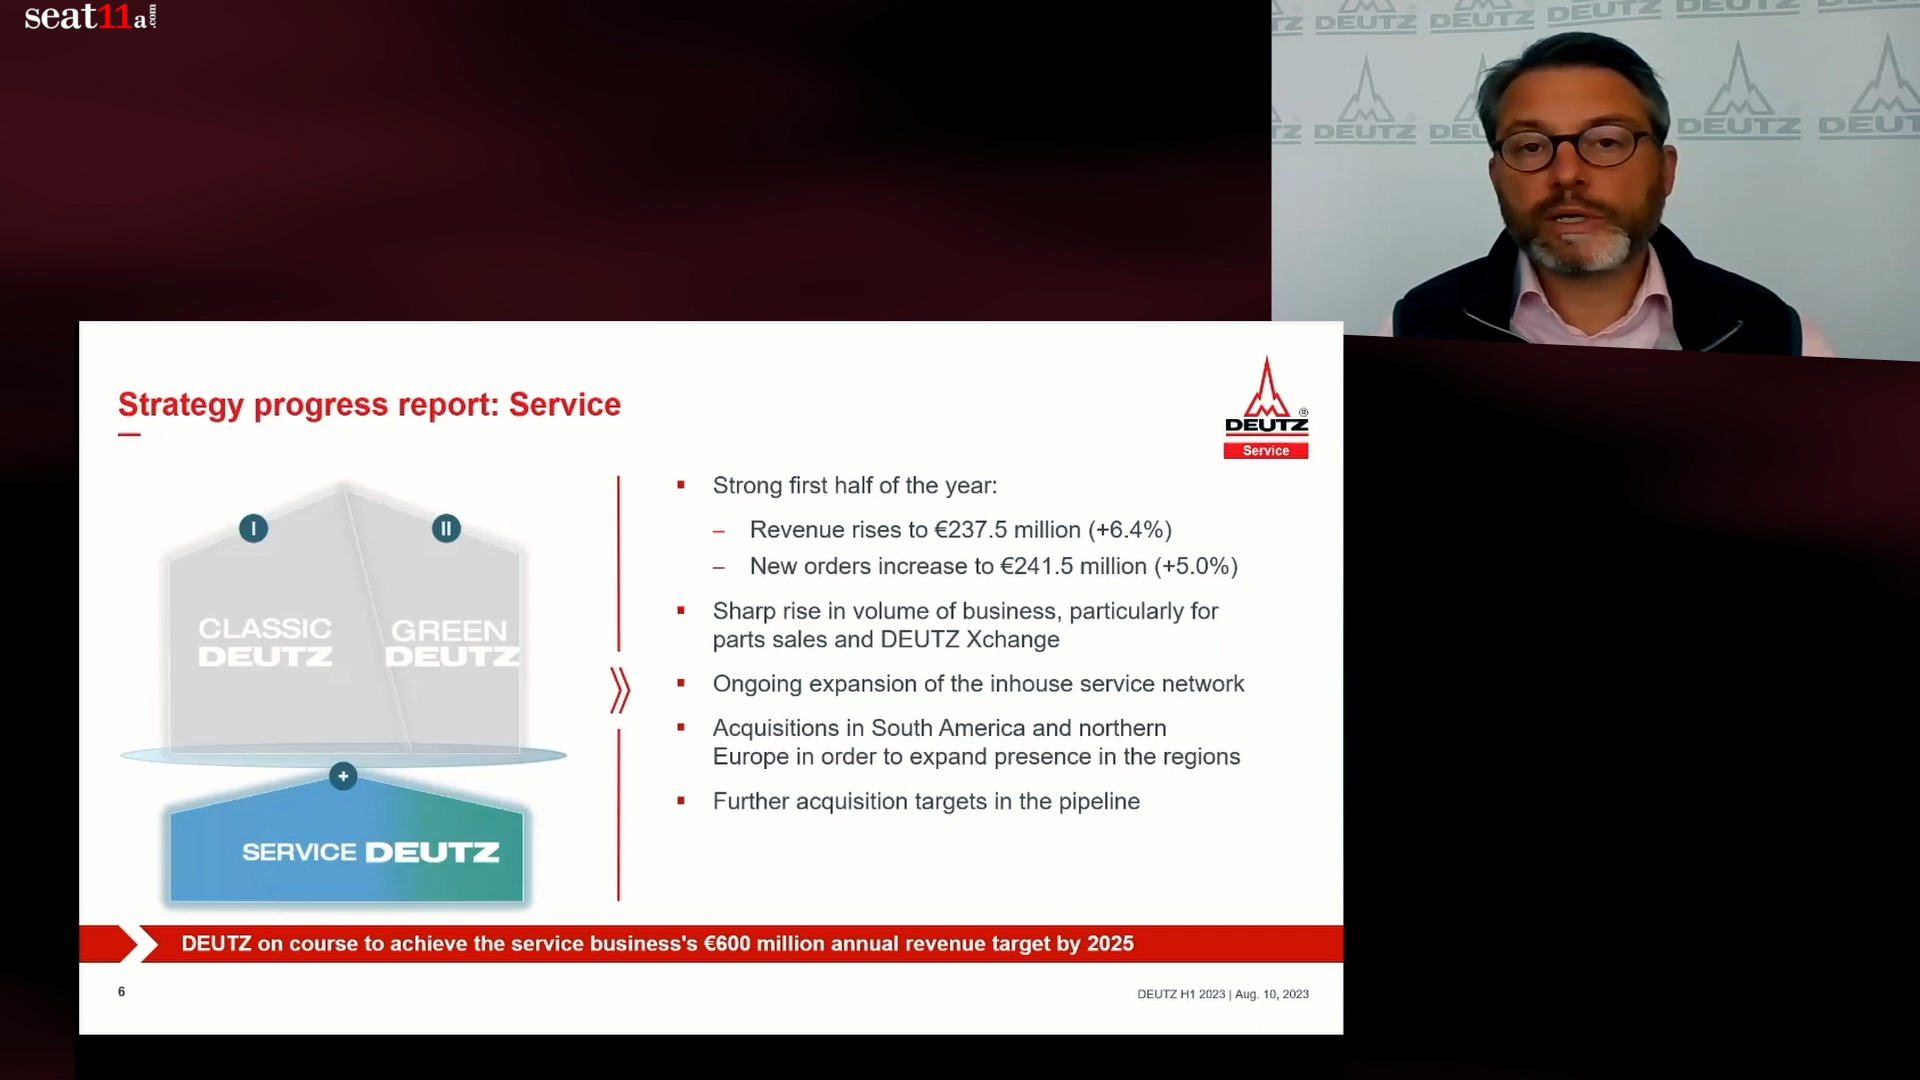 seat11a.com
DEUTZ DEUTZ DEUTZ DEUTZ
DEUTZ DEUTZ
Strategy progress report: Service
DEUTZ
®
Service
I
II
CLASSIC
DEUTZ
GREEN
DEUTZ
+
SERVICE DEUTZ
Strong first half of the year:
– Revenue rises to €237.5 million (+6.4%)
– New orders increase to €241.5 million (+5.0%)
Sharp rise in volume of business, particularly for
parts sales and DEUTZ Xchange
Ongoing expansion of the inhouse service network
Acquisitions in South America and northern
Europe in order to expand presence in the regions
Further acquisition targets in the pipeline
DEUTZ on course to achieve the service business's €600 million annual revenue target by 2025
6
DEUTZ H1 2023 | Aug. 10, 2023